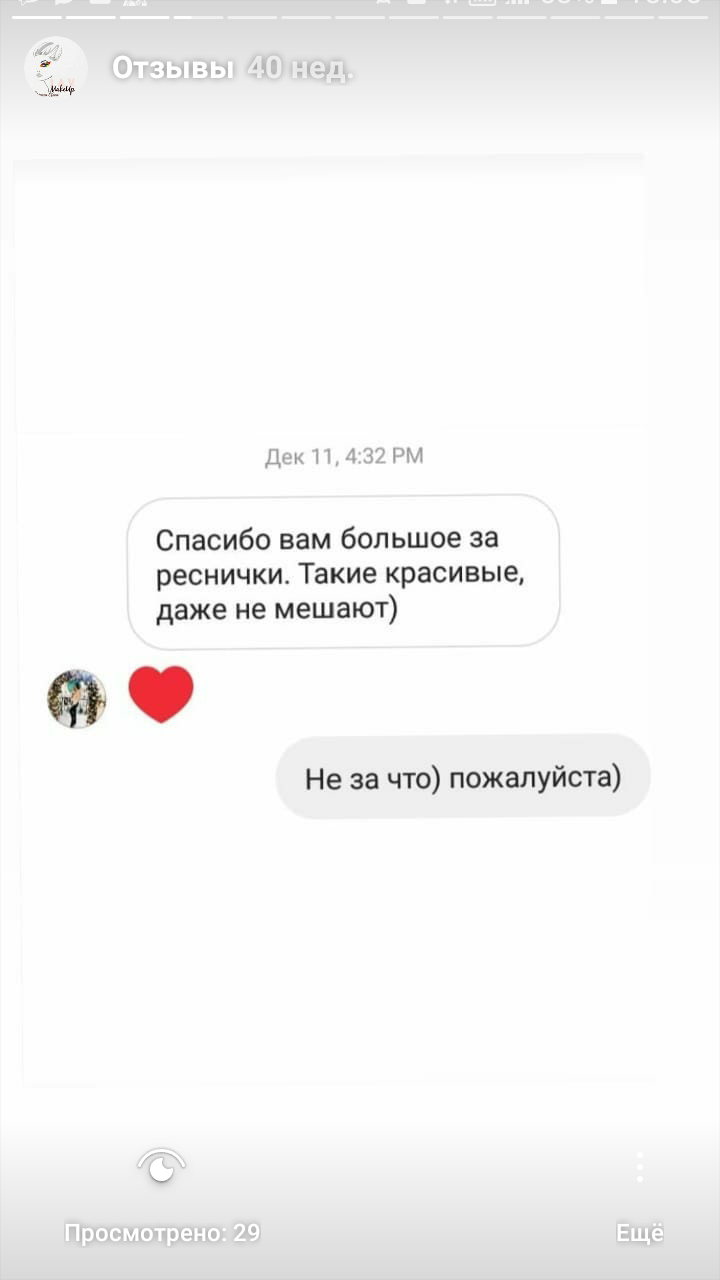 Отзывы 40 нед.
MakeUp
Дек 11, 4:32 PM
Спасибо вам большое за
реснички. Такие красивые,
даже не мешают)
Не за что) пожалуйста)
Просмотрено: 29
Ещё